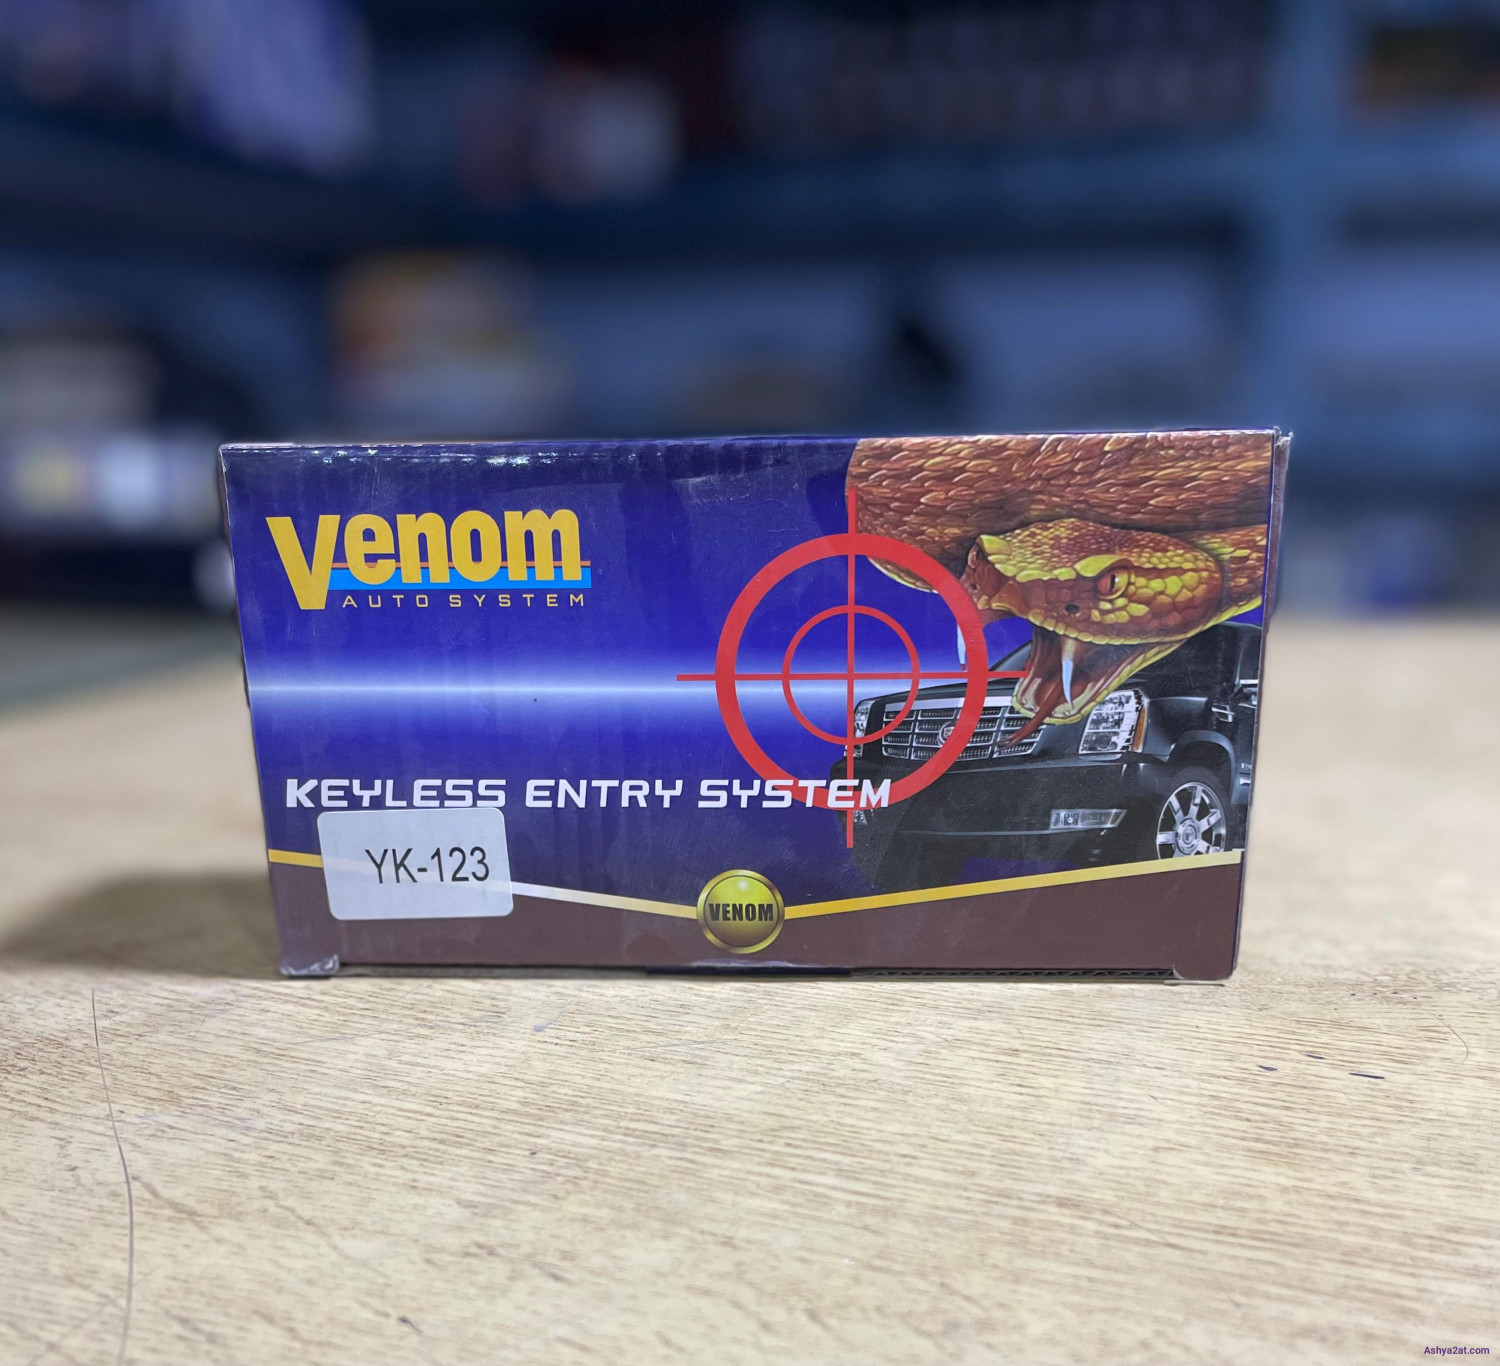 Venom
AUTO SYSTEM
KEYLESS ENTRY SYSTEM
YK-123
VENOM
Ashya2at.com